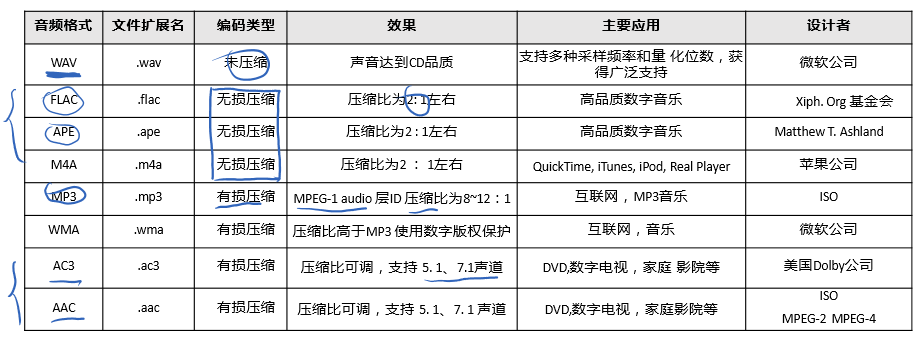 音频格式 文件扩展名 编码类型 效果 主要应用 设计者
WAV .wav 未压缩 声音达到CD品质 支持多种采样频率和量 化位数，获
得广泛支持 微软公司
FLAC .flac 无损压缩 压缩比为2: 1左右 高品质数字音乐 Xiph. Org 基金会
APE .ape 无损压缩 压缩比为2 : 1左右 高品质数字音乐 Matthew T. Ashland
M4A .m4a 无损压缩 压缩比为2 ： 1左右 QuickTime, iTunes, iPod, Real Player 苹果公司
MP3 .mp3 有损压缩 MPEG-1 audio 层ID 压缩比为8~12：1 互联网，MP3音乐 ISO
WMA .wma 有损压缩 压缩比高于MP3 使用数字版权保护 互联网，音乐 微软公司
AC3 .ac3 有损压缩 压缩比可调，支持 5. 1、7.1声道 DVD,数字电视，家庭 影院等 美国Dolby公司
AAC .aac 有损压缩 压缩比可调，支持 5. 1、7. 1 声道 DVD,数字电视，家庭影院等 ISO
MPEG-2 MPEG-4